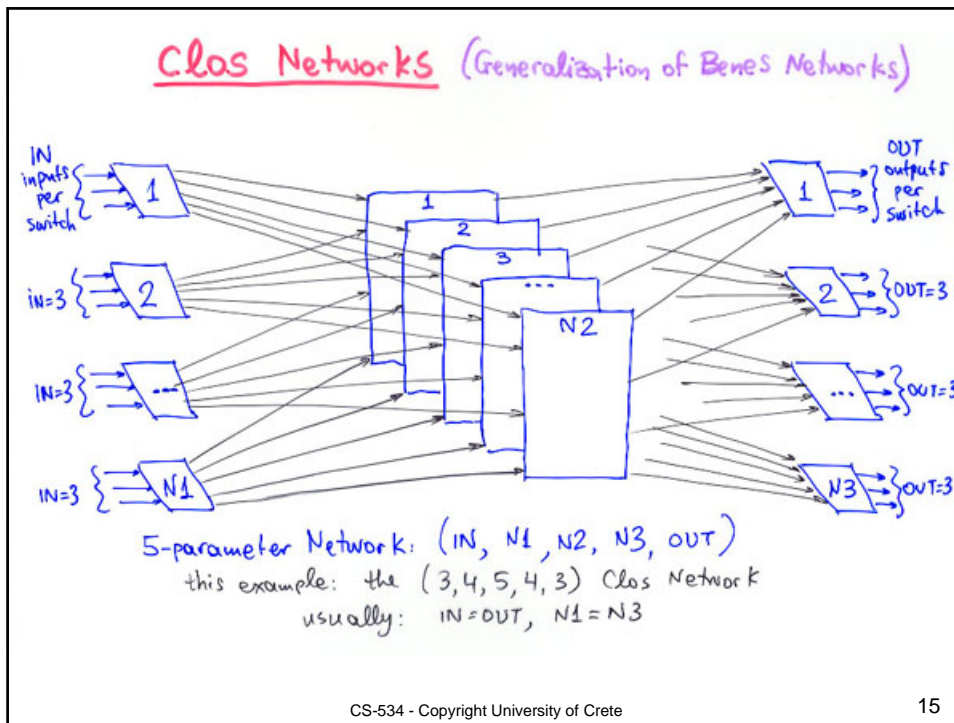 Clos Networks (Generalization of Benes Networks)
IN
inputs
per
switch
1
1
OUT
outputs
per
switch
1
2
3
...
N2
IN=3
2
2
OUT=3
IN=3
...
...
OUT=3
IN=3
N1
N3
OUT=3
5-parameter Network: (IN, N1, N2, N3, OUT)
this example: the (3,4,5,4,3) Clos Network
usually: IN=OUT, N1=N3
CS-534 - Copyright University of Crete
15